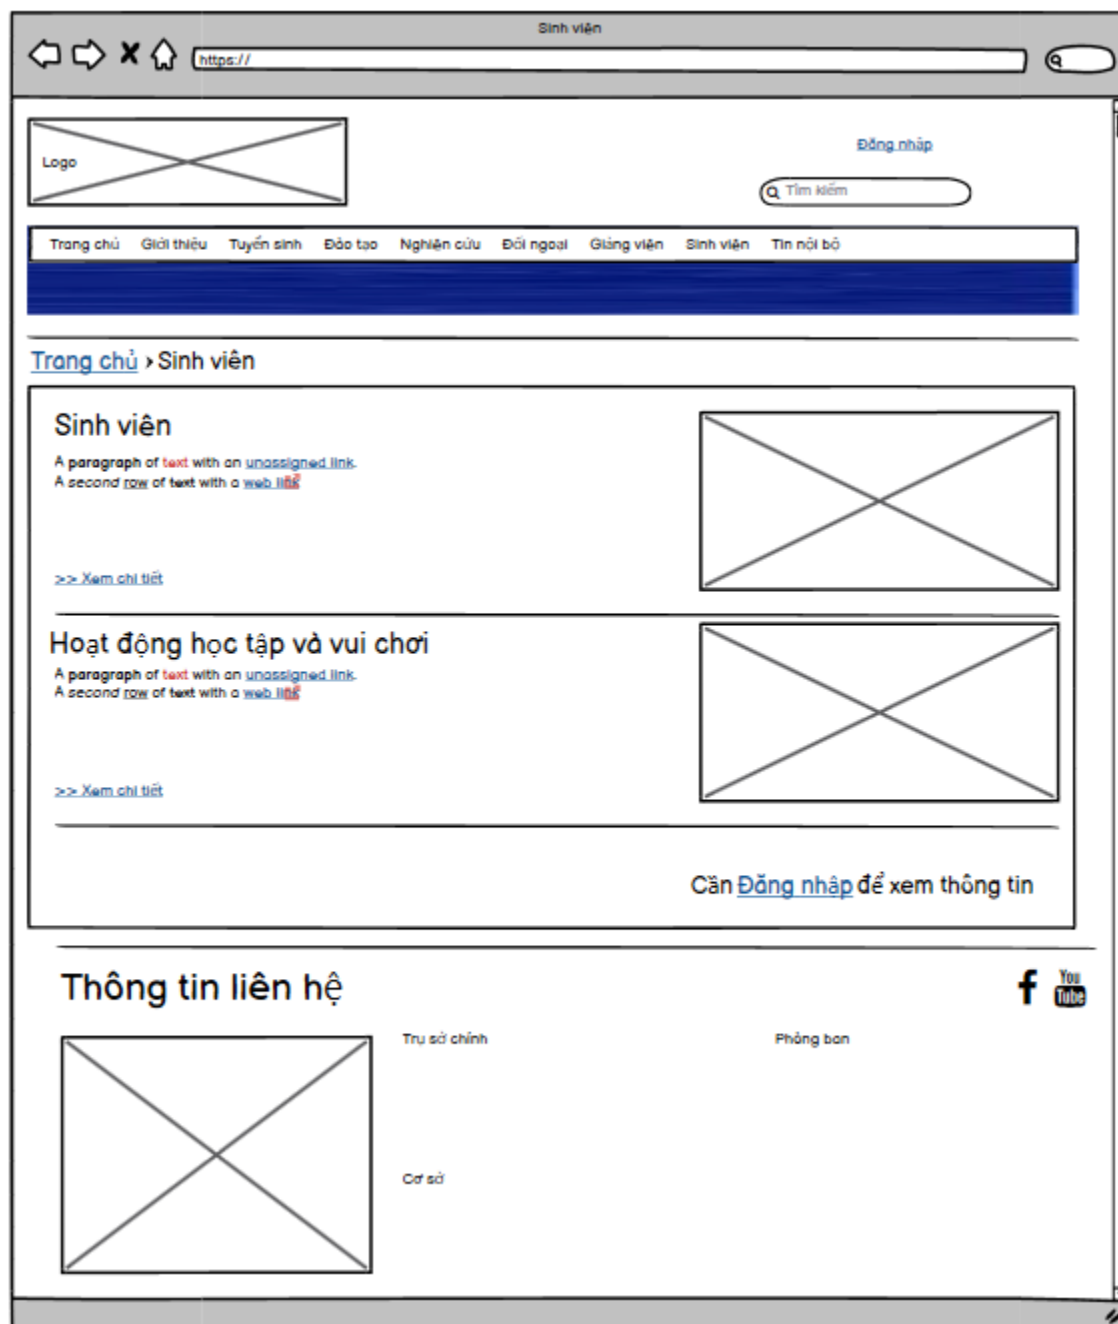 Sinh viên
https://
Logo
Đăng nhập
Tìm kiếm
Trang chủ Giới thiệu Tuyển sinh Đào tạo Nghiên cứu Đối ngoại Giảng viên Sinh viên Tin nội bộ
Trang chủ › Sinh viên
Sinh viên
A paragraph of text with an unassigned link.
A second row of text with a web link
>> Xem chi tiết
Hoạt động học tập và vui chơi
A paragraph of text with an unassigned link.
A second row of text with a web link
>> Xem chi tiết
Cần Đăng nhập để xem thông tin
Thông tin liên hệ
f You Tube
Trụ sở chính
Phòng ban
Cơ sở